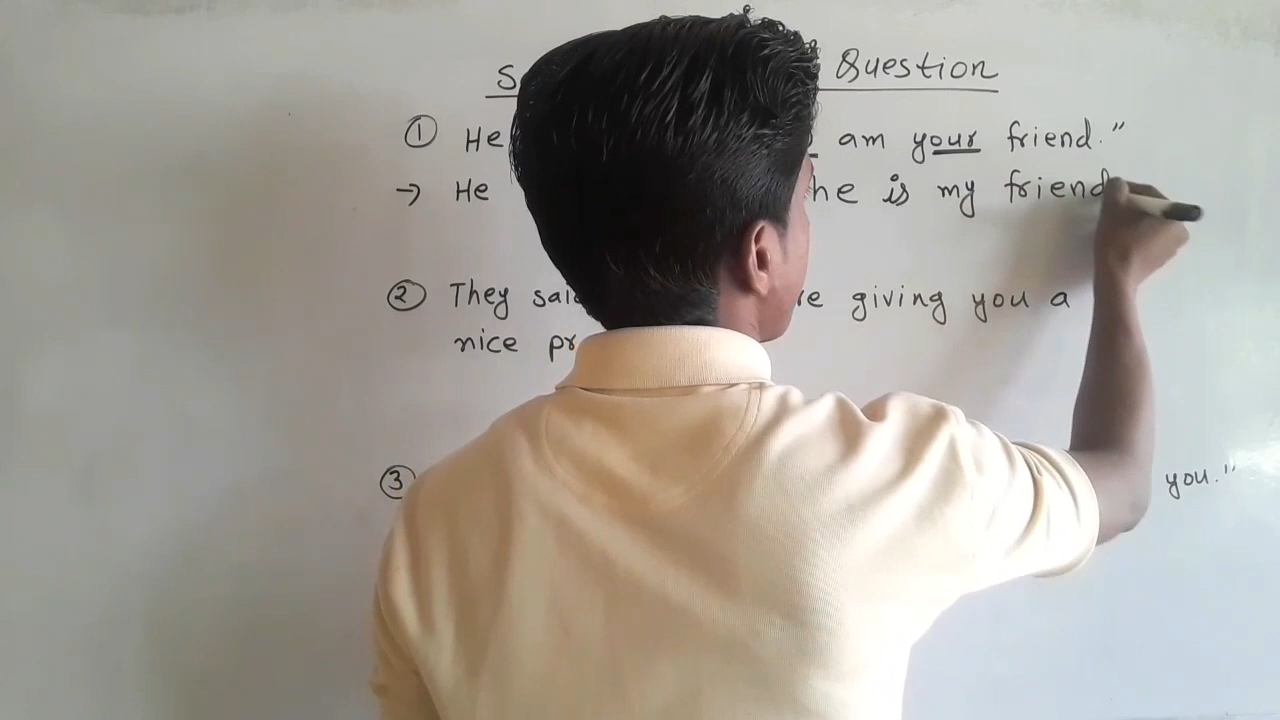 Question
① He am your friend."
→ He he is my friend
② They said giving you a
nice
③ you."